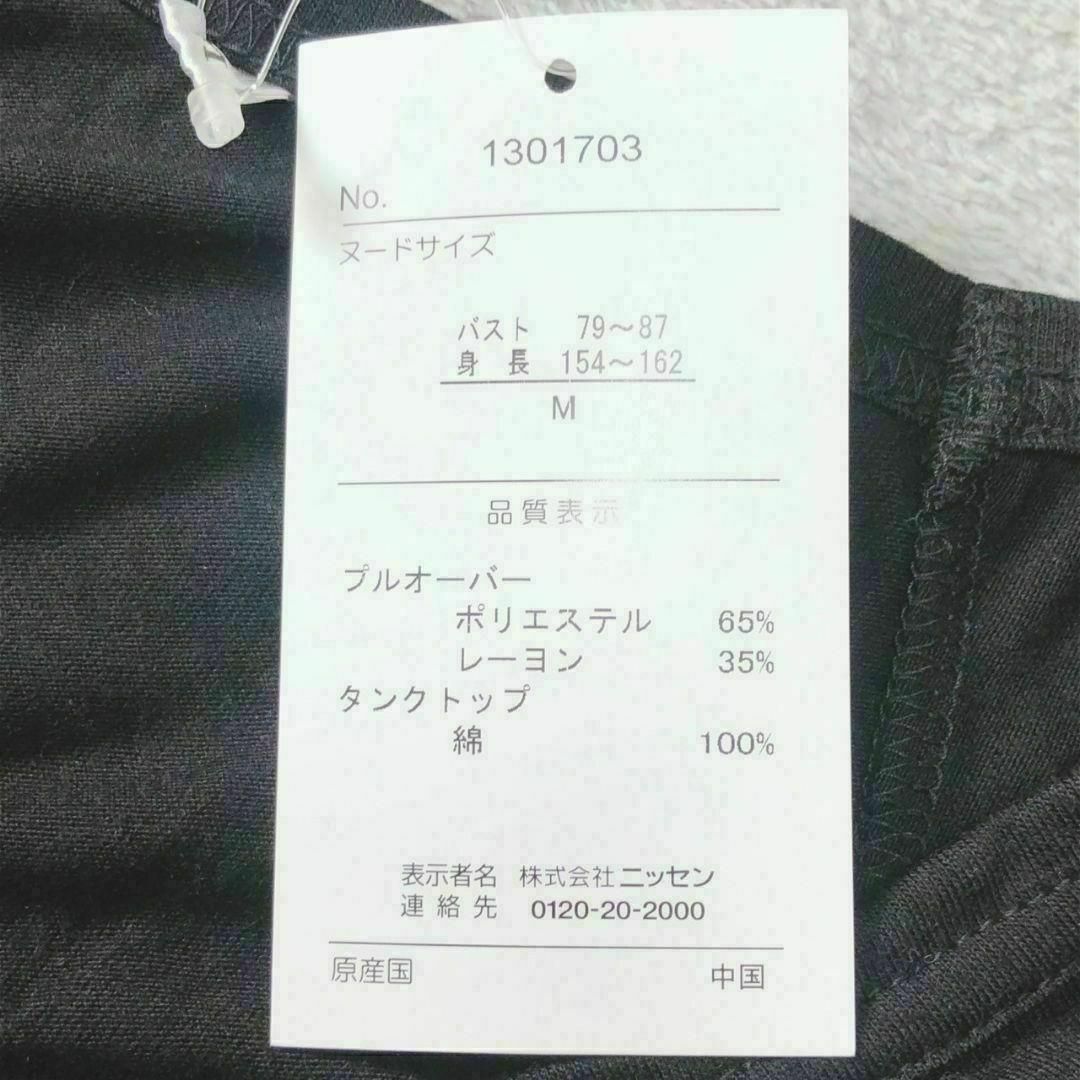 1301703
No.
ヌードサイズ
バスト 79～87
身長 154～162
M
品質表示
プルオーバー
ポリエステル 65%
レーヨン 35%
タンクトップ
綿 100%
表示者名 株式会社ニッセン
連絡先 0120-20-2000
原産国 中国